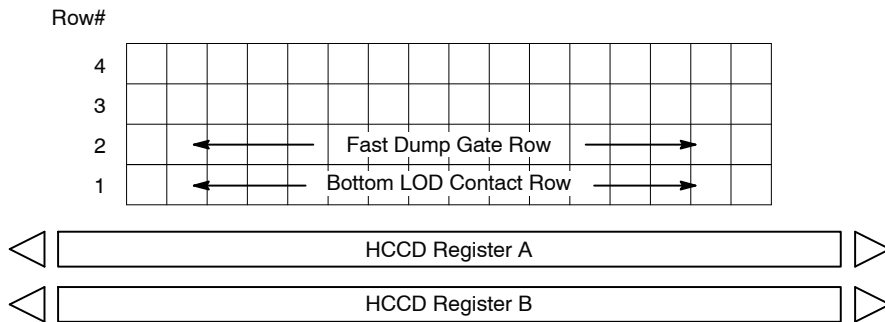 Row#
4
3
2 Fast Dump Gate Row
1 Bottom LOD Contact Row
HCCD Register A
HCCD Register B